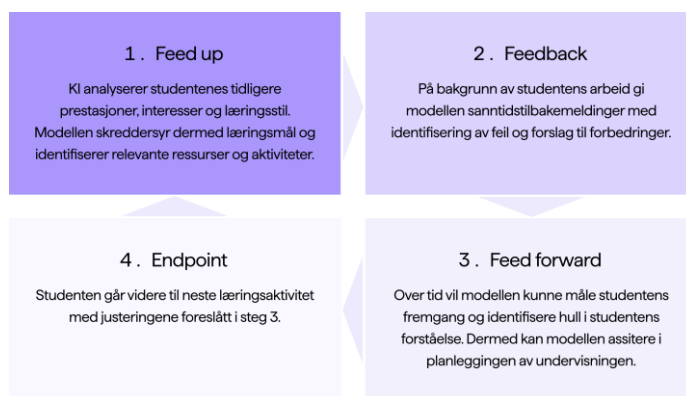 1. Feed up
KI analyserer studentenes tidligere
prestasjoner, interesser og læringsstil.
Modellen skreddersyr dermed læringsmål og
identifiserer relevante ressurser og aktiviteter.
2. Feedback
På bakgrunn av studentens arbeid gi
modellen sanntidstilbakemeldinger med
identifisering av feil og forslag til forbedringer.
3. Feed forward
Over tid vil modellen kunne måle studentens
fremgang og identifisere hull i studentens
forståelse. Dermed kan modellen assitere i
planleggingen av undervisningen.
4. Endpoint
Studenten går videre til neste læringsaktivitet
med justeringene foreslått i steg 3.